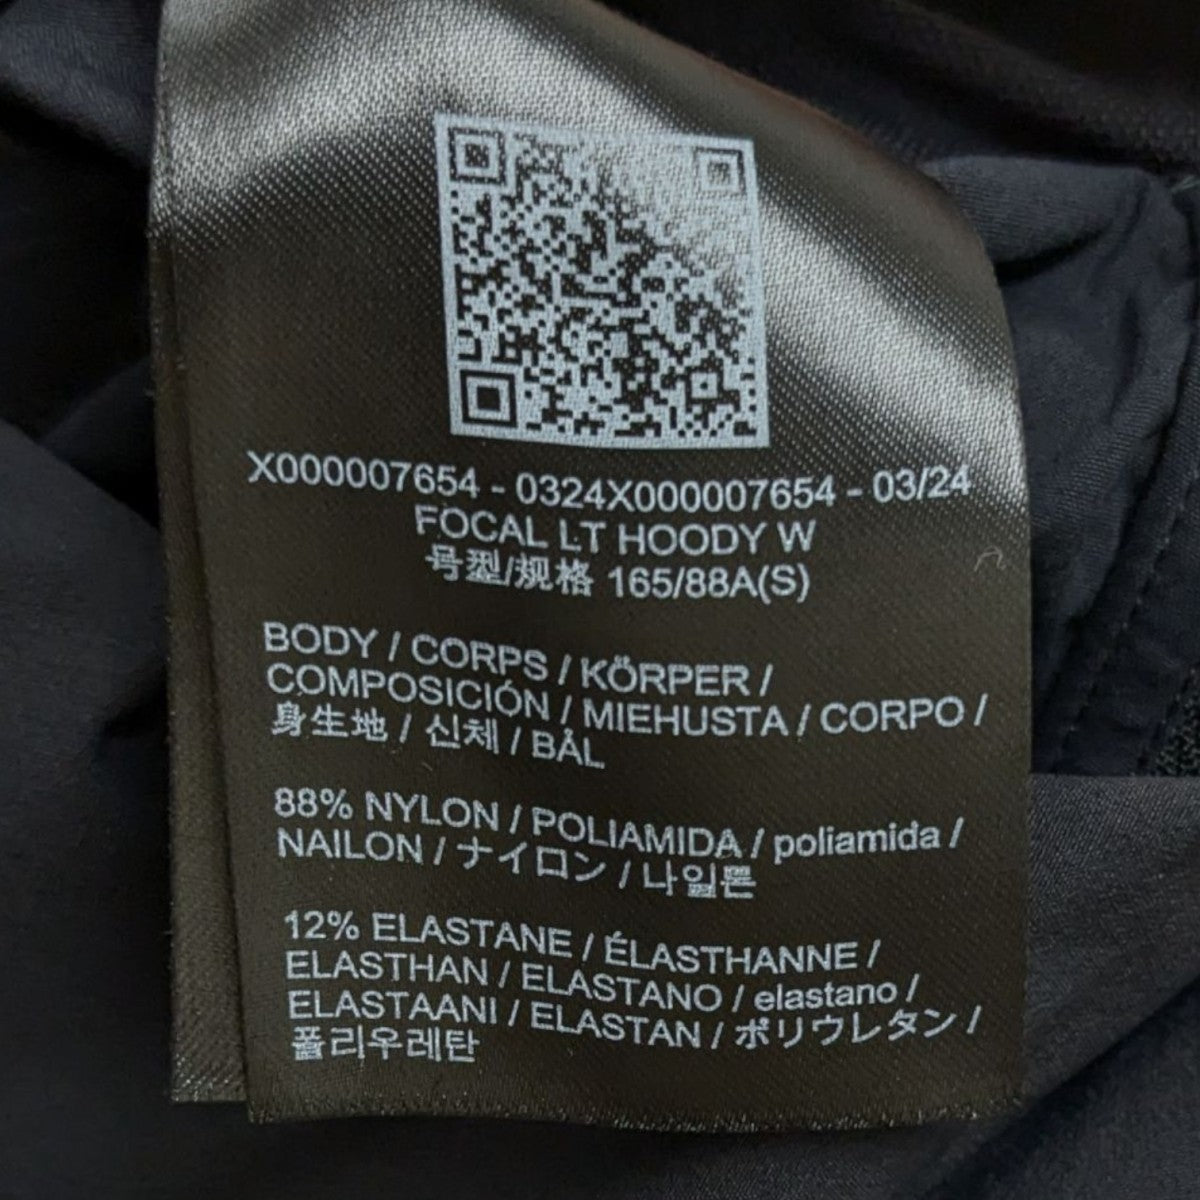 X000007654 - 0324X000007654 - 03/24
FOCAL LT HOODY W
号型/规格 165/88A(S)
BODY / CORPS / KÖRPER /
COMPOSICIÓN / MIEHUSTA / CORPO /
身生地 / 신체 / BÅL
88% NYLON / POLIAMIDA / poliamida /
NAILON / ナイロン / 나일론
12% ELASTANE / ÉLASTHANNE /
ELASTHAN / ELASTANO / elastano /
ELASTAANI / ELASTAN / ポリウレタン /
폴리우레탄